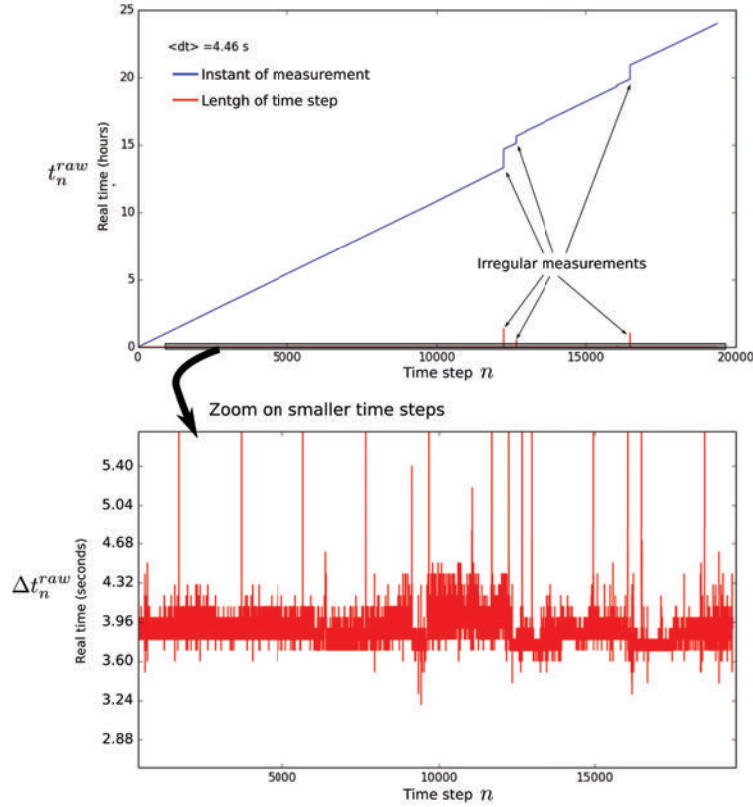 25
<dt> =4.46 s
Instant of measurement
20
Lentgh of time step
15
t_n^{raw}
Real time (hours)
10
Irregular measurements
5
0
0 5000 10000 15000 20000
Time step n
Zoom on smaller time steps
5.40
5.04
4.68
Δt_n^{raw}
Real time (seconds)
4.32
3.96
3.60
3.24
2.88
5000 10000 15000
Time step n